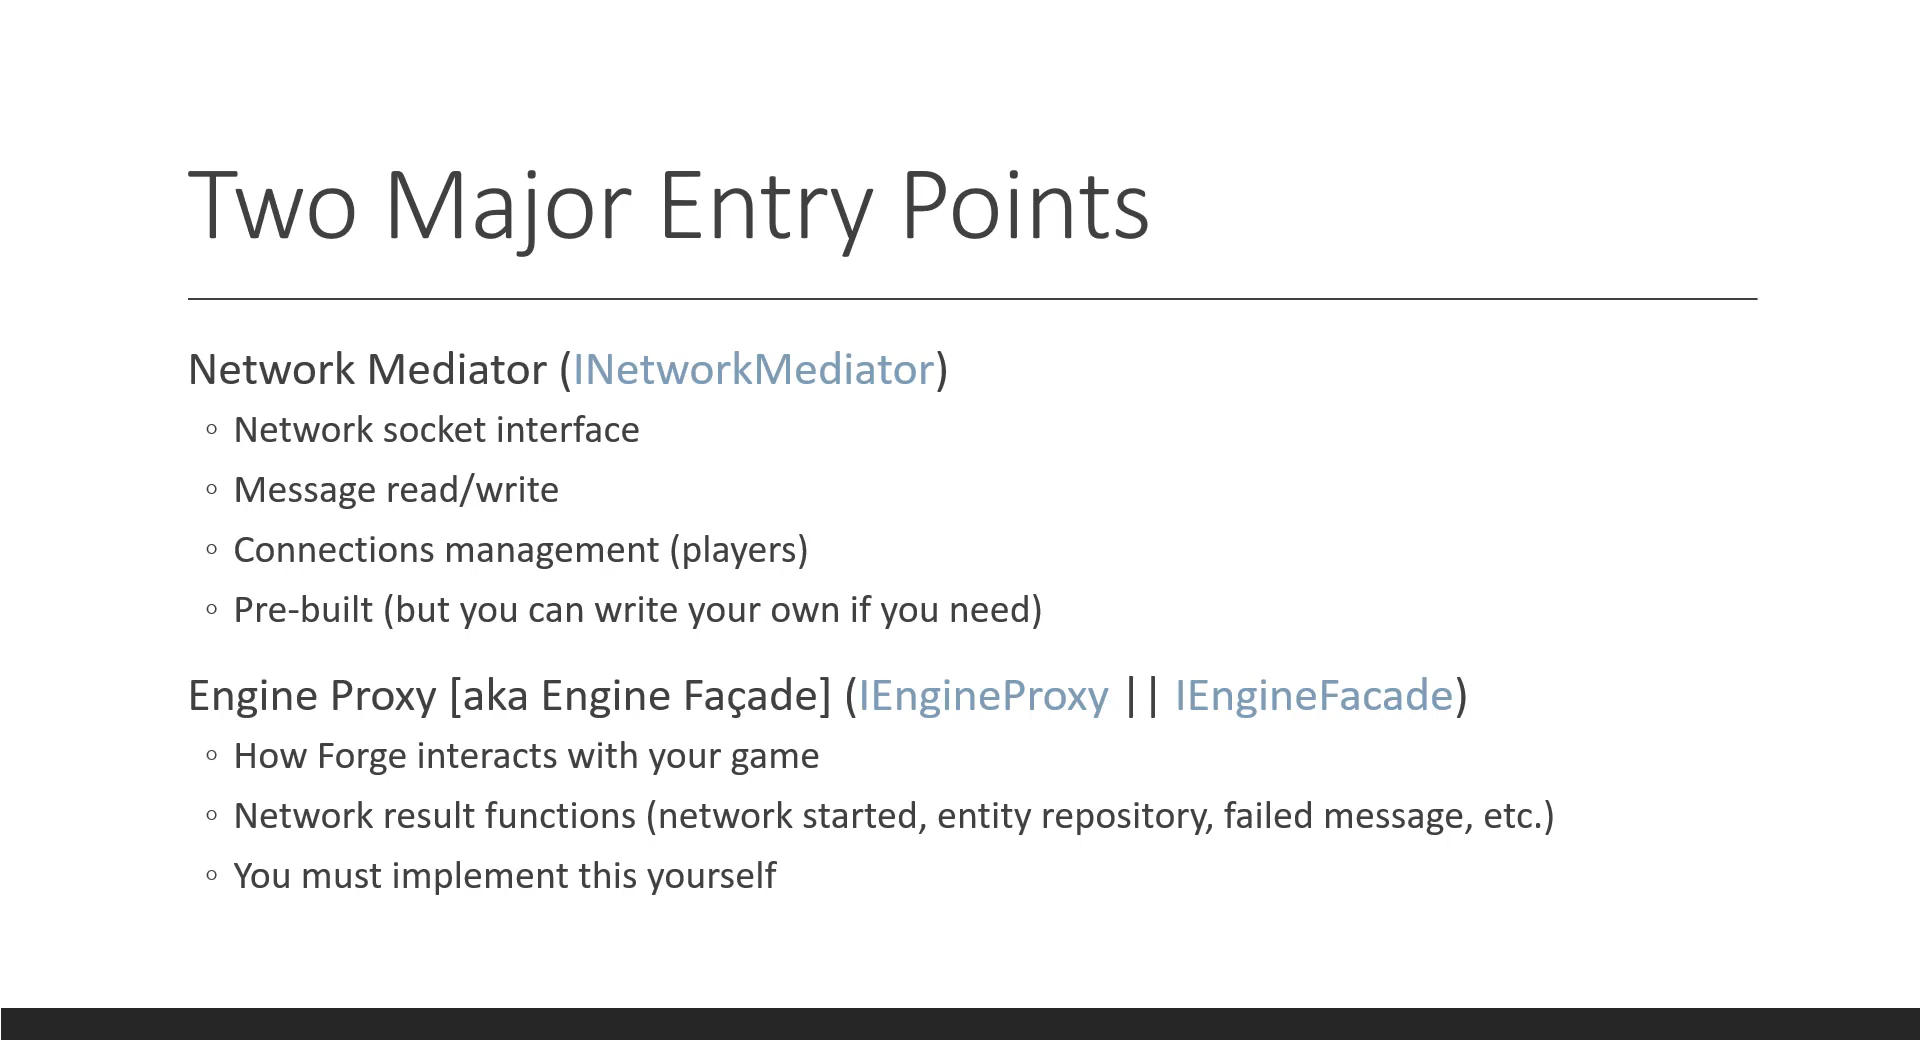 Two Major Entry Points
Network Mediator (INetworkMediator)
◦ Network socket interface
◦ Message read/write
◦ Connections management (players)
◦ Pre-built (but you can write your own if you need)
Engine Proxy [aka Engine Façade] (IEngineProxy || IEngineFacade)
◦ How Forge interacts with your game
◦ Network result functions (network started, entity repository, failed message, etc.)
◦ You must implement this yourself